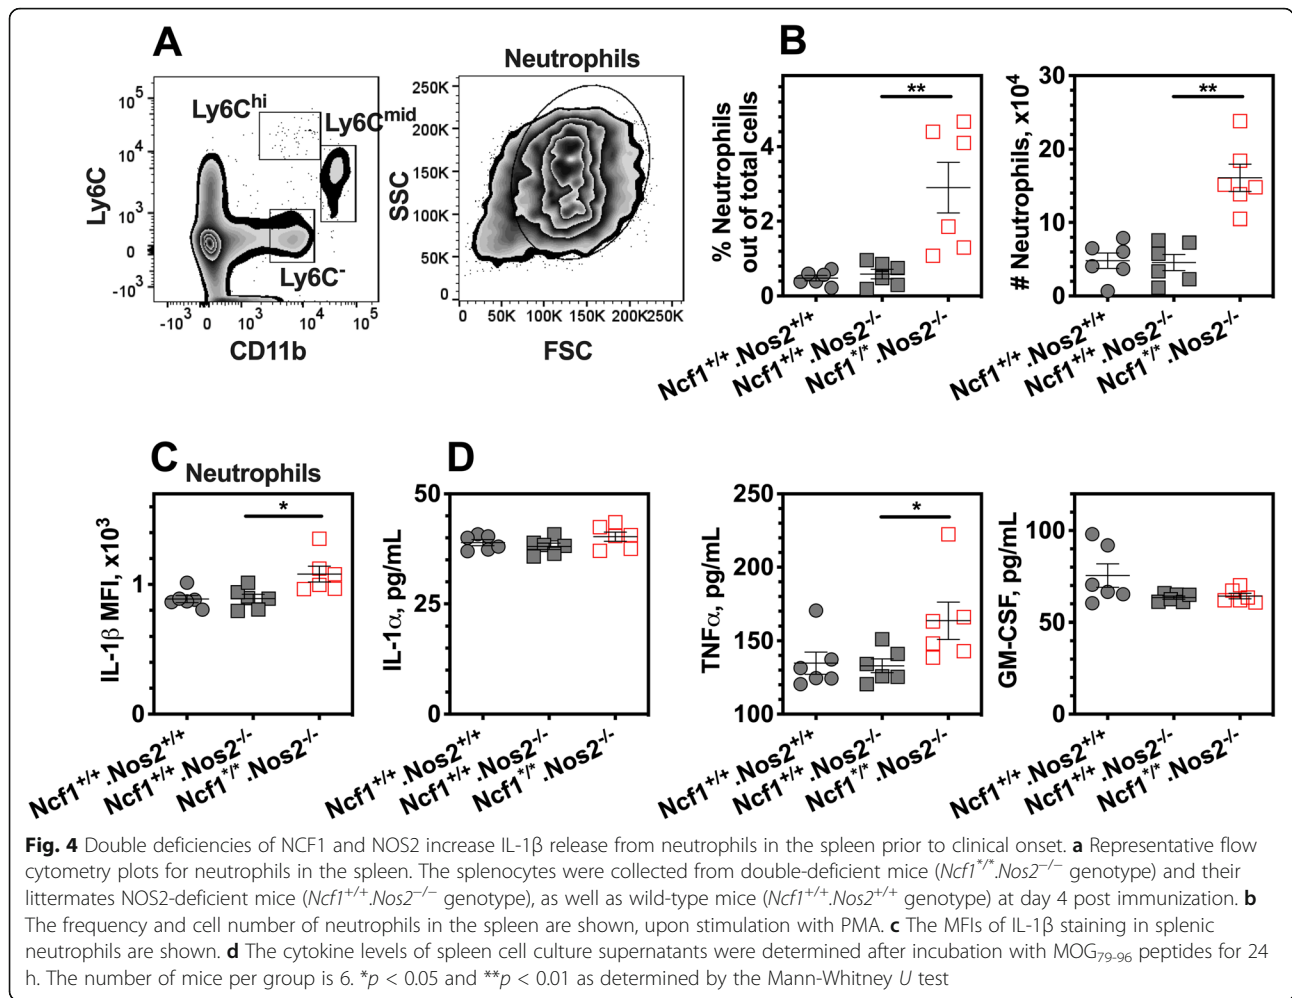 A
Neutrophils
Ly6C^hi
Ly6C^mid
Ly6C^-
Ly6C
10^5
10^4
10^3
0
-10^3
-10^3 0 10^3 10^4 10^5
CD11b
SSC
250K
200K
150K
100K
50K
0
0 50K 100K 150K 200K250K
FSC
B
% Neutrophils
out of total cells
4
2
0
**
Ncf1^+/+.Nos2^+/+
Ncf1^+/+.Nos2^-/-
Ncf1^*/*.Nos2^-/-
# Neutrophils, x10^4
30
20
10
0
**
Ncf1^+/+.Nos2^+/+
Ncf1^+/+.Nos2^-/-
Ncf1^*/*.Nos2^-/-
C
Neutrophils
IL-1β MFI, x10^3
1
0
*
Ncf1^+/+.Nos2^+/+
Ncf1^+/+.Nos2^-/-
Ncf1^*/*.Nos2^-/-
D
IL-1α, pg/mL
50
25
0
Ncf1^+/+.Nos2^+/+
Ncf1^+/+.Nos2^-/-
Ncf1^*/*.Nos2^-/-
TNFα, pg/mL
250
200
150
100
*
Ncf1^+/+.Nos2^+/+
Ncf1^+/+.Nos2^-/-
Ncf1^*/*.Nos2^-/-
GM-CSF, pg/mL
100
50
0
Ncf1^+/+.Nos2^+/+
Ncf1^+/+.Nos2^-/-
Ncf1^*/*.Nos2^-/-
Fig. 4 Double deficiencies of NCF1 and NOS2 increase IL-1β release from neutrophils in the spleen prior to clinical onset. a Representative flow
cytometry plots for neutrophils in the spleen. The splenocytes were collected from double-deficient mice (Ncf1^*/*.Nos2^−/− genotype) and their
littermates NOS2-deficient mice (Ncf1^+/+.Nos2^−/− genotype), as well as wild-type mice (Ncf1^+/+.Nos2^+/+ genotype) at day 4 post immunization. b
The frequency and cell number of neutrophils in the spleen are shown, upon stimulation with PMA. c The MFIs of IL-1β staining in splenic
neutrophils are shown. d The cytokine levels of spleen cell culture supernatants were determined after incubation with MOG_79-96 peptides for 24
h. The number of mice per group is 6. *p < 0.05 and **p < 0.01 as determined by the Mann-Whitney U test